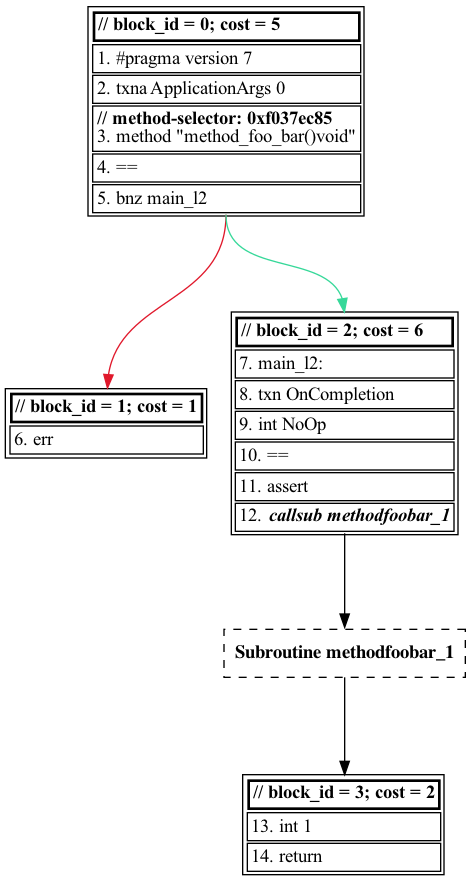 // block_id = 0; cost = 5
1. #pragma version 7
2. txna ApplicationArgs 0
// method-selector: 0xf037ec85
3. method "method_foo_bar()void"
4. ==
5. bnz main_l2
// block_id = 2; cost = 6
7. main_l2:
8. txn OnCompletion
9. int NoOp
10. ==
11. assert
12. callsub methodfoobar_1
// block_id = 1; cost = 1
6. err
Subroutine methodfoobar_1
// block_id = 3; cost = 2
13. int 1
14. return